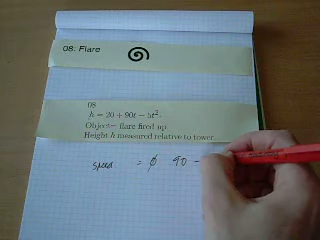 08: Flare
08
h = 20 + 90t − 5t².
Object= flare fired up
Height h measured relative to tower
speed = 0 90 −